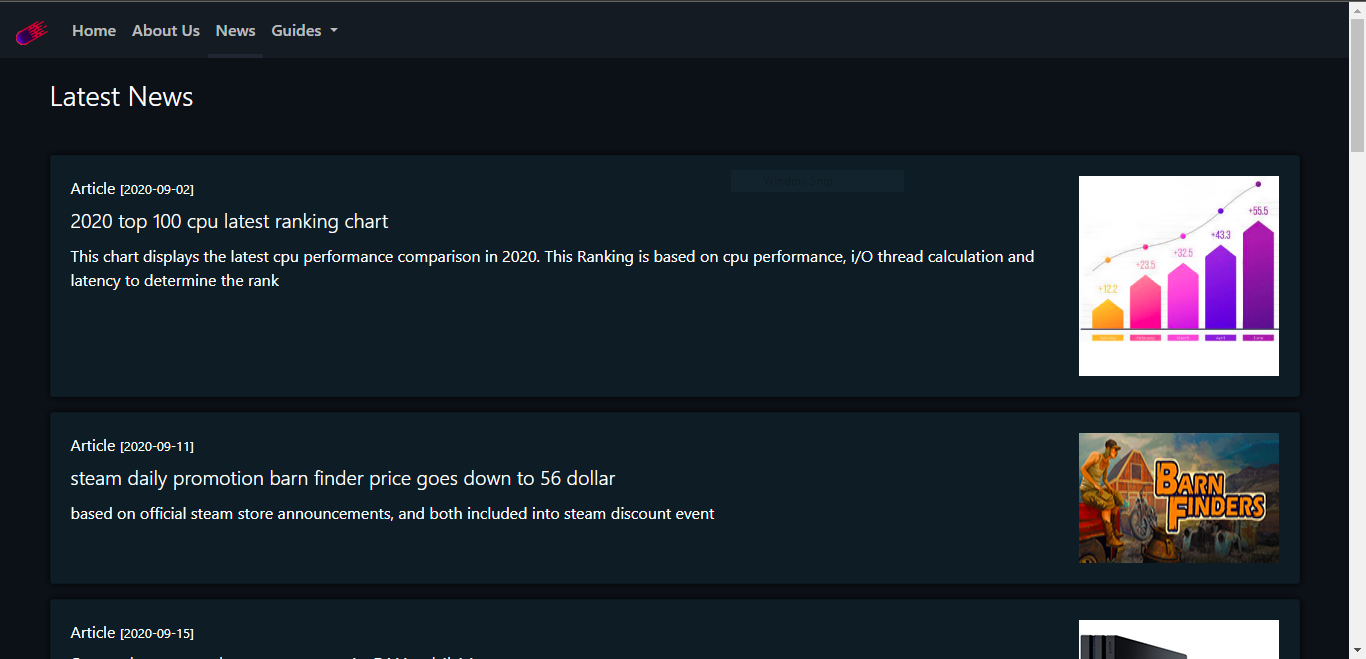 Home About Us News Guides
Latest News
Article [2020-09-02]
2020 top 100 cpu latest ranking chart
This chart displays the latest cpu performance comparison in 2020. This Ranking is based on cpu performance, i/O thread calculation and
latency to determine the rank
Window Snip
+55.5
+43.3
+32.5
+23.5
+12.2
April
June
Article [2020-09-11]
steam daily promotion barn finder price goes down to 56 dollar
based on official steam store announcements, and both included into steam discount event
BARN
FINDERS
Article [2020-09-15]